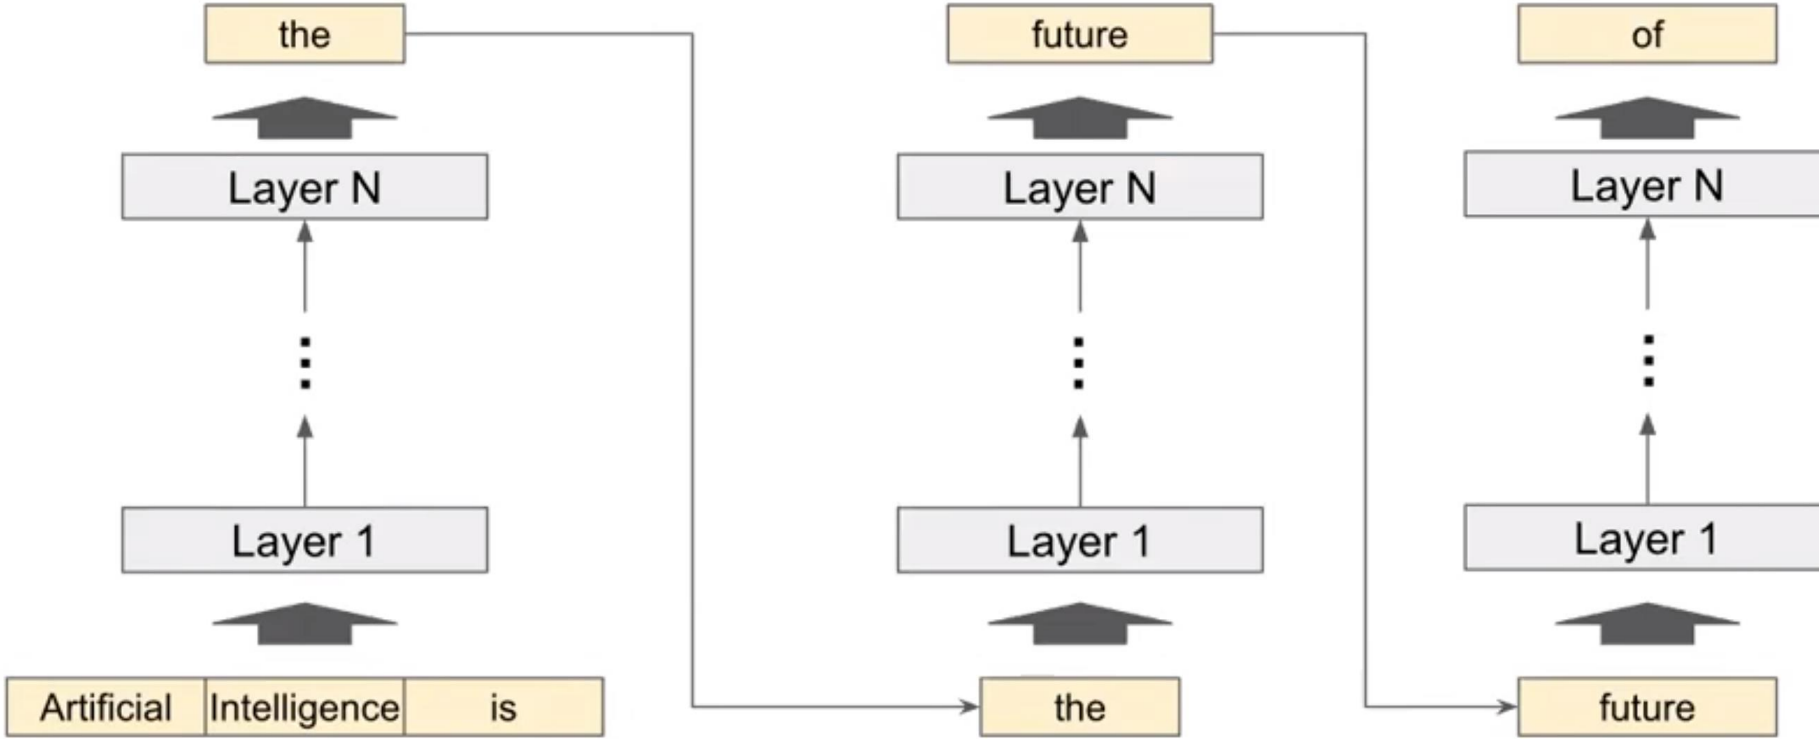 the
future
of
Layer N
Layer N
Layer N
Layer 1
Layer 1
Layer 1
Artificial Intelligence is
the
future